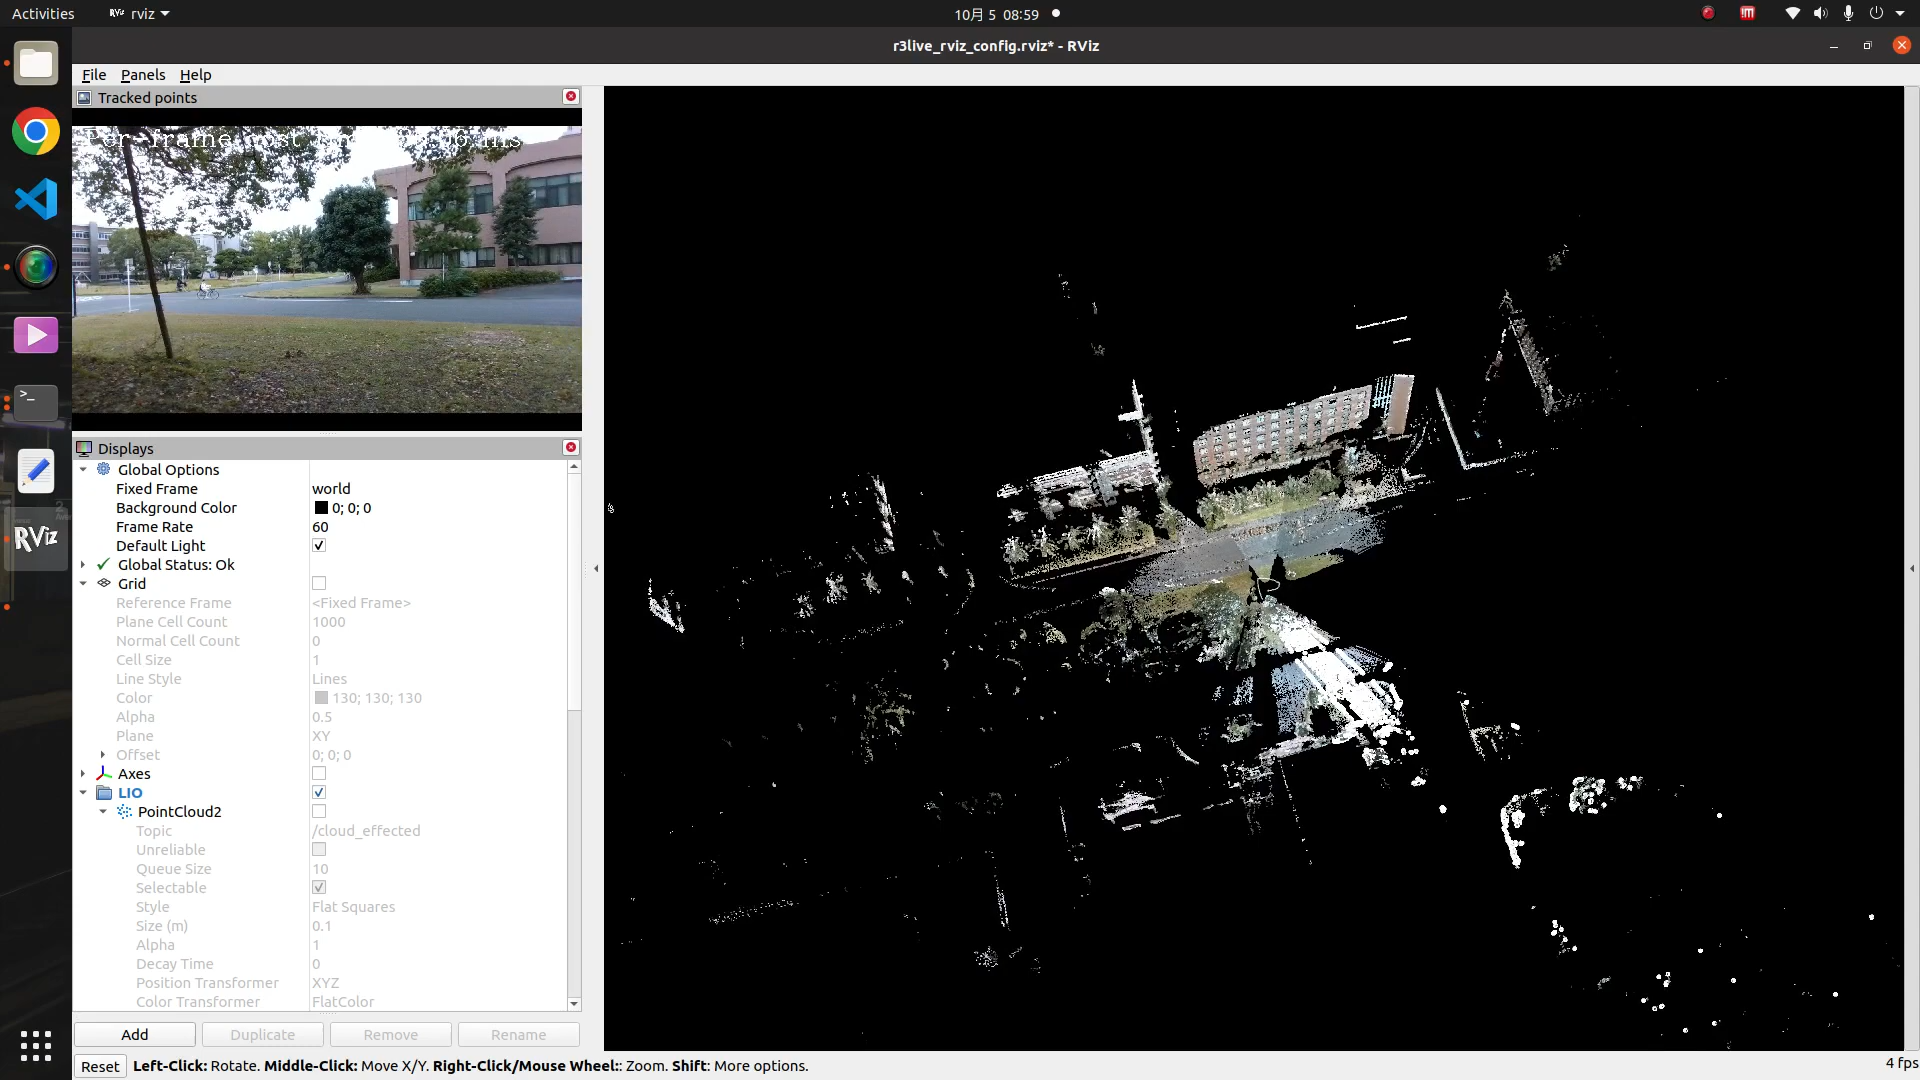 Activities
RViz rviz
10月 5 08:59
r3live_rviz_config.rviz* - RViz
File Panels Help
Tracked points
Per-frame cost
ms
Displays
Global Options
Fixed Frame world
Background Color 0; 0; 0
Frame Rate 60
Default Light
Global Status: Ok
Grid
Reference Frame <Fixed Frame>
Plane Cell Count 1000
Normal Cell Count 0
Cell Size 1
Line Style Lines
Color 130; 130; 130
Alpha 0.5
Plane XY
Offset 0; 0; 0
Axes
LIO
PointCloud2
Topic /cloud_effected
Unreliable
Queue Size 10
Selectable
Style Flat Squares
Size (m) 0.1
Alpha 1
Decay Time 0
Position Transformer XYZ
Color Transformer FlatColor
Add Duplicate Remove Rename
Reset Left-Click: Rotate. Middle-Click: Move X/Y. Right-Click/Mouse Wheel:: Zoom. Shift: More options.
4 fps
RViz